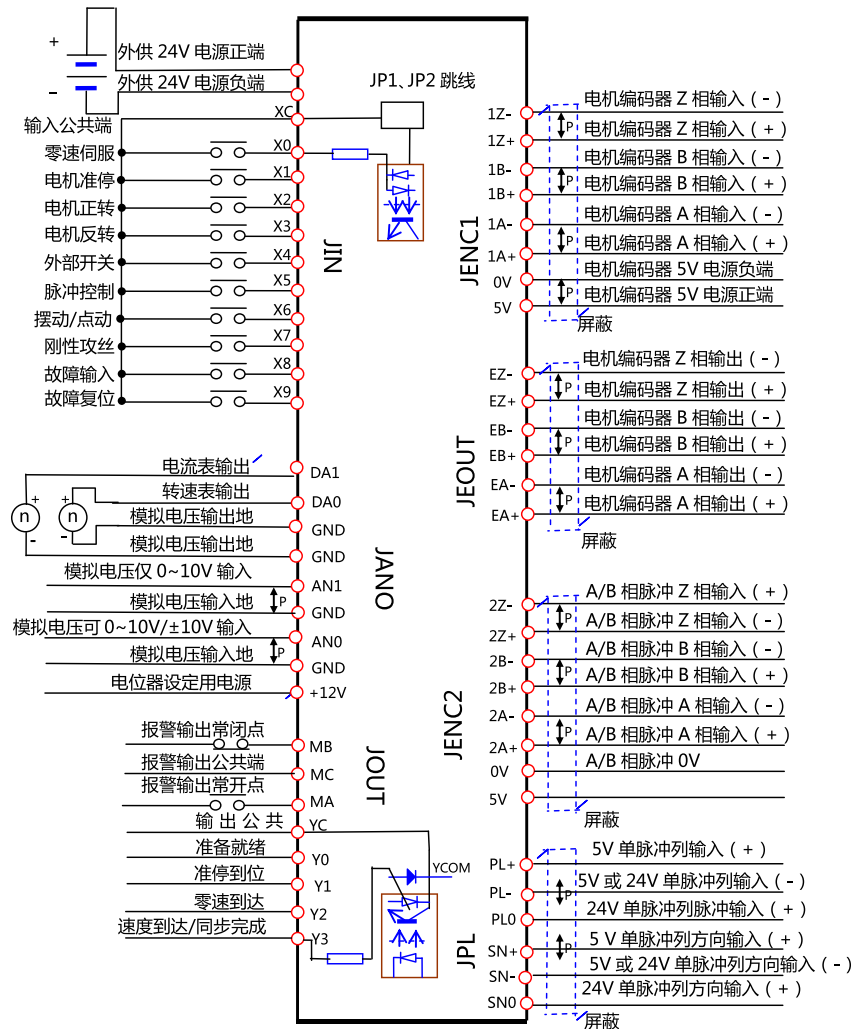 +
外供 24V 电源正端
外供 24V 电源负端
-
输入公共端
XC
JP1、JP2 跳线
零速伺服
X0
电机准停
X1
电机正转
X2
电机反转
X3
外部开关
X4
脉冲控制
X5
摆动/点动
X6
刚性攻丝
X7
故障输入
X8
故障复位
X9
JIN
电流表输出
DA1
转速表输出
DA0
模拟电压输出地
GND
模拟电压输出地
GND
+
+
n
n
-
-
模拟电压仅 0~10V 输入
AN1
P
模拟电压输入地
GND
模拟电压可 0~10V/±10V 输入
AN0
P
模拟电压输入地
GND
电位器设定用电源
+12V
JANO
报警输出常闭点
MB
报警输出公共端
MC
报警输出常开点
MA
输 出 公 共
YC
准备就绪
Y0
准停到位
Y1
零速到达
Y2
速度到达/同步完成
Y3
JOUT
YCOM
JENC1
1Z-
电机编码器 Z 相输入 ( - )
P
1Z+
电机编码器 Z 相输入 ( + )
1B-
电机编码器 B 相输入 ( - )
P
1B+
电机编码器 B 相输入 ( + )
1A-
电机编码器 A 相输入 ( - )
P
1A+
电机编码器 A 相输入 ( + )
0V
电机编码器 5V 电源负端
P
5V
电机编码器 5V 电源正端
屏蔽
JEOUT
EZ-
电机编码器 Z 相输出 ( - )
P
EZ+
电机编码器 Z 相输出 ( + )
EB-
电机编码器 B 相输出 ( - )
P
EB+
电机编码器 B 相输出 ( + )
EA-
电机编码器 A 相输出 ( - )
P
EA+
电机编码器 A 相输出 ( + )
屏蔽
JENC2
2Z-
A/B 相脉冲 Z 相输入 ( + )
P
2Z+
A/B 相脉冲 Z 相输入 ( - )
2B-
A/B 相脉冲 B 相输入 ( - )
P
2B+
A/B 相脉冲 B 相输入 ( + )
2A-
A/B 相脉冲 A 相输入 ( - )
P
2A+
A/B 相脉冲 A 相输入 ( + )
0V
A/B 相脉冲 0V
5V
屏蔽
JPL
PL+
5V 单脉冲列输入 ( + )
PL-
5V 或 24V 单脉冲列输入 ( - )
P
PL0
24V 单脉冲列脉冲输入 ( + )
SN+
5 V 单脉冲列方向输入 ( + )
P
SN-
5V 或 24V 单脉冲列方向输入 ( - )
SN0
24V 单脉冲列方向输入 ( + )
屏蔽